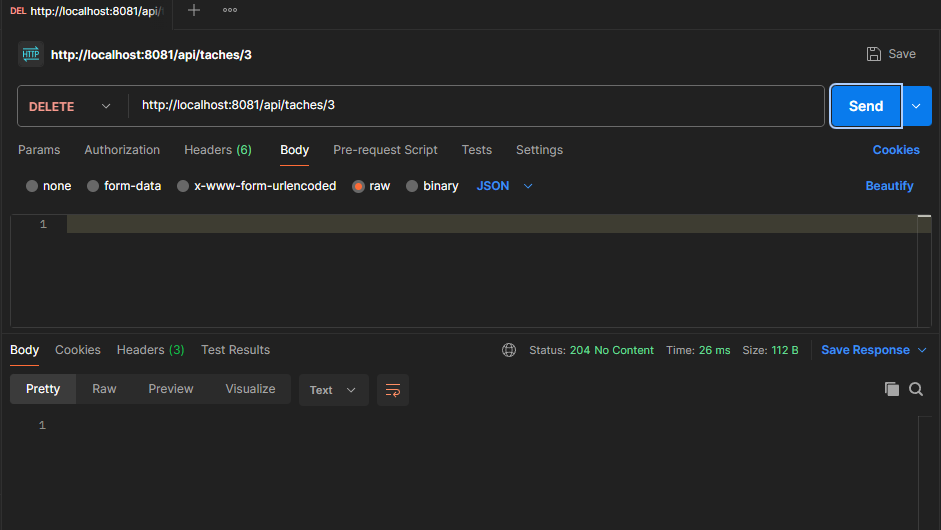 DEL http://localhost:8081/api/
HTTP http://localhost:8081/api/taches/3 Save
DELETE http://localhost:8081/api/taches/3 Send
Params Authorization Headers (6) Body Pre-request Script Tests Settings Cookies
none form-data x-www-form-urlencoded raw binary JSON Beautify
1
Body Cookies Headers (3) Test Results Status: 204 No Content Time: 26 ms Size: 112 B Save Response
Pretty Raw Preview Visualize Text
1